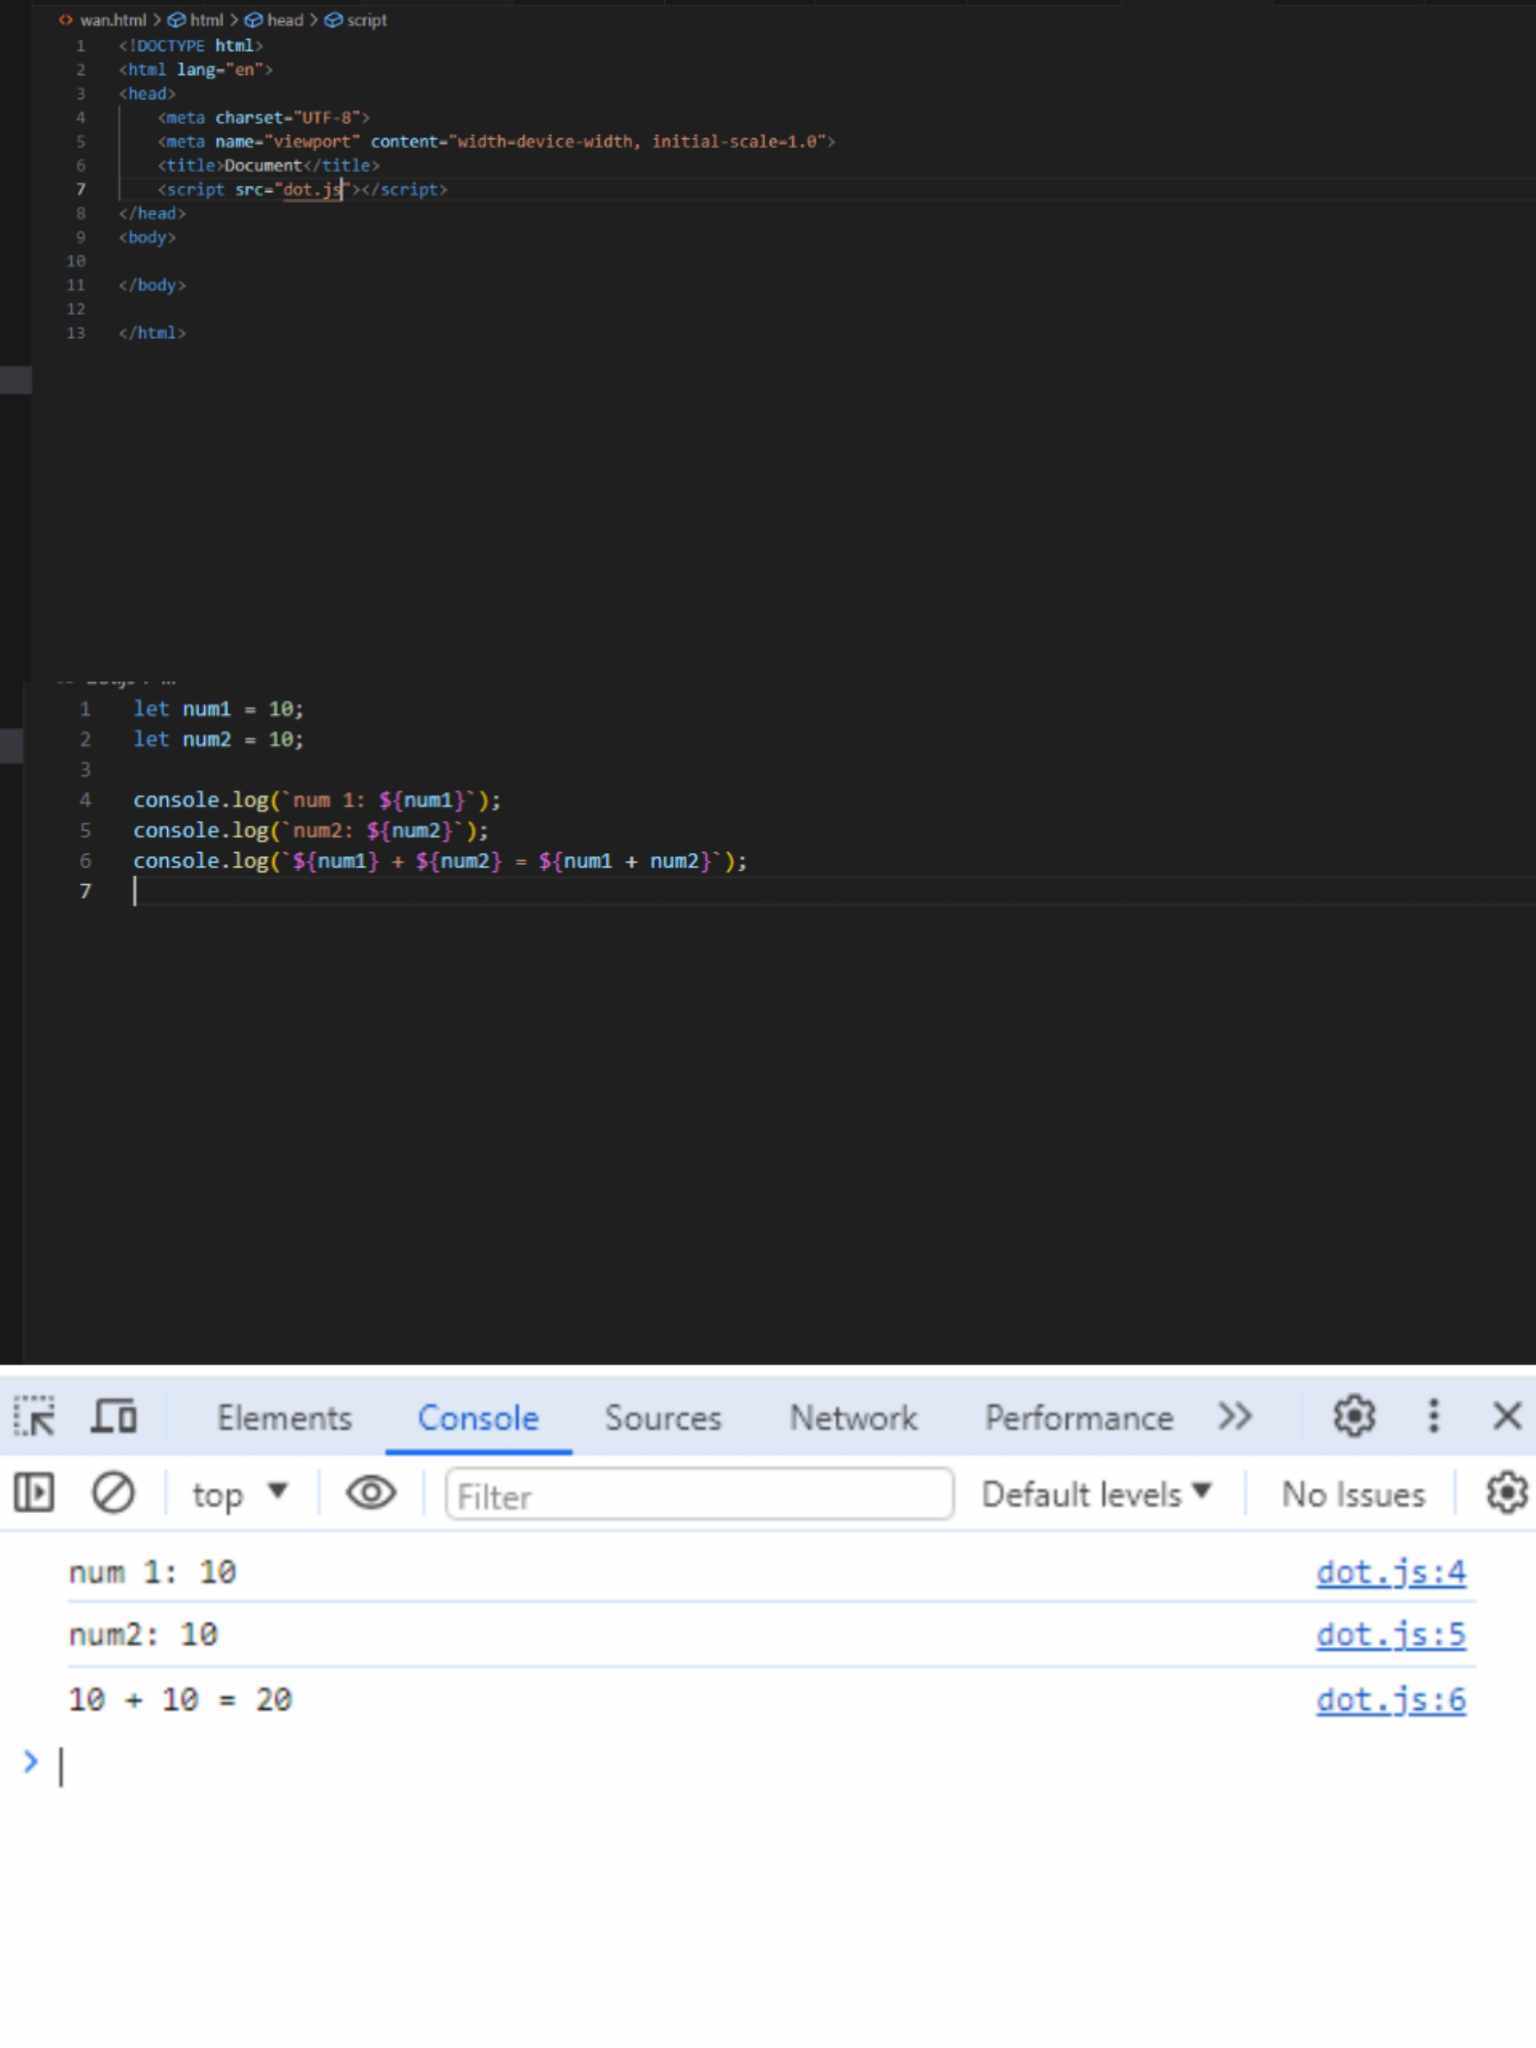 wan.html > html > head > script
1 <!DOCTYPE html>
2 <html lang="en">
3 <head>
4 <meta charset="UTF-8">
5 <meta name="viewport" content="width=device-width, initial-scale=1.0">
6 <title>Document</title>
7 <script src="dot.js"></script>
8 </head>
9 <body>
10
11 </body>
12
13 </html>
1 let num1 = 10;
2 let num2 = 10;
3
4 console.log(`num 1: ${num1}`);
5 console.log(`num2: ${num2}`);
6 console.log(`${num1} + ${num2} = ${num1 + num2}`);
7
Elements Console Sources Network Performance
top Filter Default levels No Issues
num 1: 10 dot.js:4
num2: 10 dot.js:5
10 + 10 = 20 dot.js:6